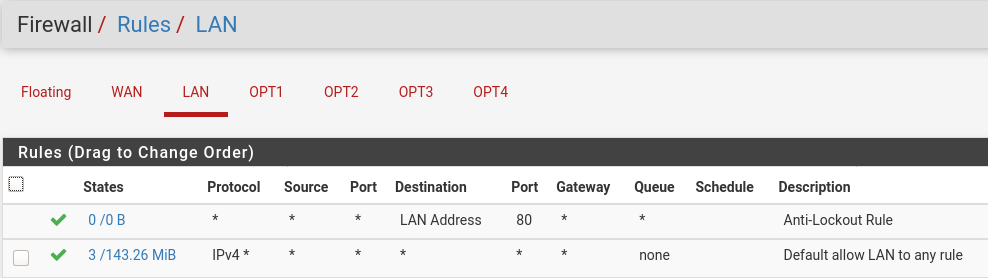 Firewall / Rules / LAN
Floating WAN LAN OPT1 OPT2 OPT3 OPT4
Rules (Drag to Change Order)
States Protocol Source Port Destination Port Gateway Queue Schedule Description
0 /0 B * * * LAN Address 80 * * Anti-Lockout Rule
3 /143.26 MiB IPv4 * * * * * * none Default allow LAN to any rule